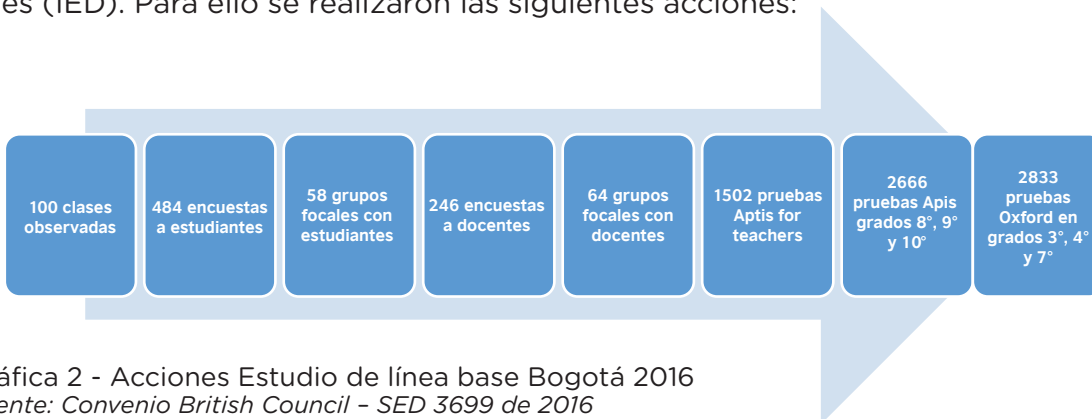 es (IED). Para ello se realizaron las siguientes acciones:
100 clases
observadas
484 encuestas
a estudiantes
58 grupos
focales con
estudiantes
246 encuestas
a docentes
64 grupos
focales con
docentes
1502 pruebas
Aptis for
teachers
2666
pruebas Apis
grados 8°, 9°
y 10°
2833
pruebas
Oxford en
grados 3°, 4°
y 7°
áfica 2 - Acciones Estudio de línea base Bogotá 2016
ente: Convenio British Council – SED 3699 de 2016